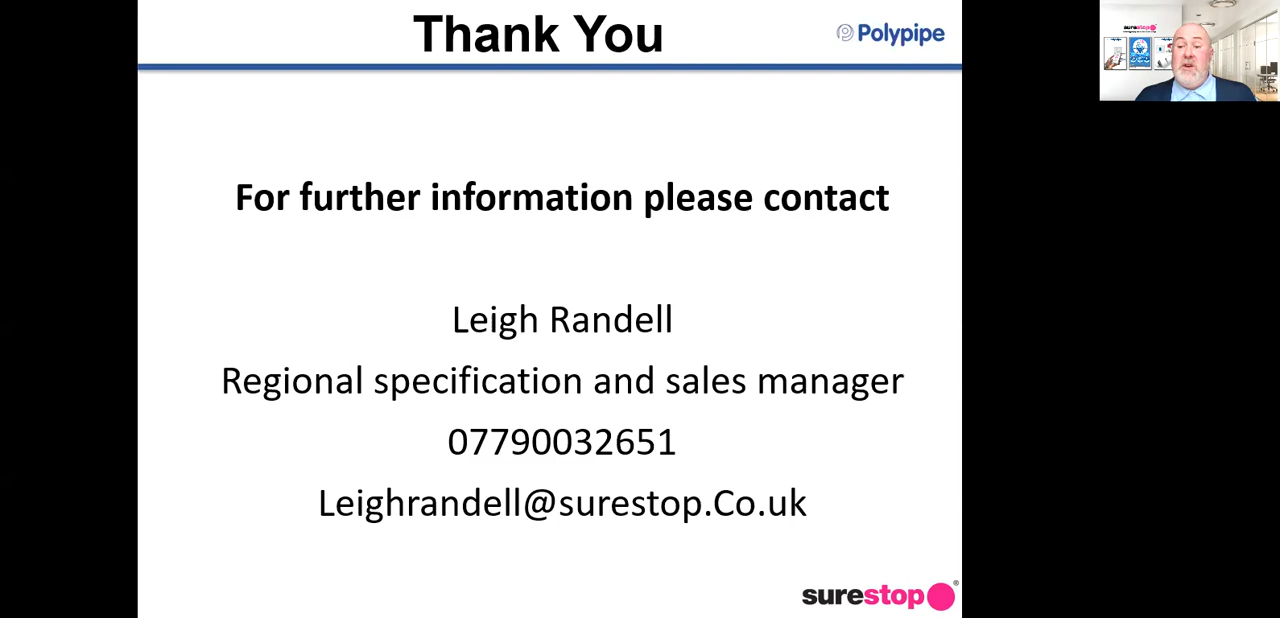 Thank You
Polypipe
surestop
For further information please contact
Leigh Randell
Regional specification and sales manager
07790032651
Leighrandell@surestop.Co.uk
surestop®